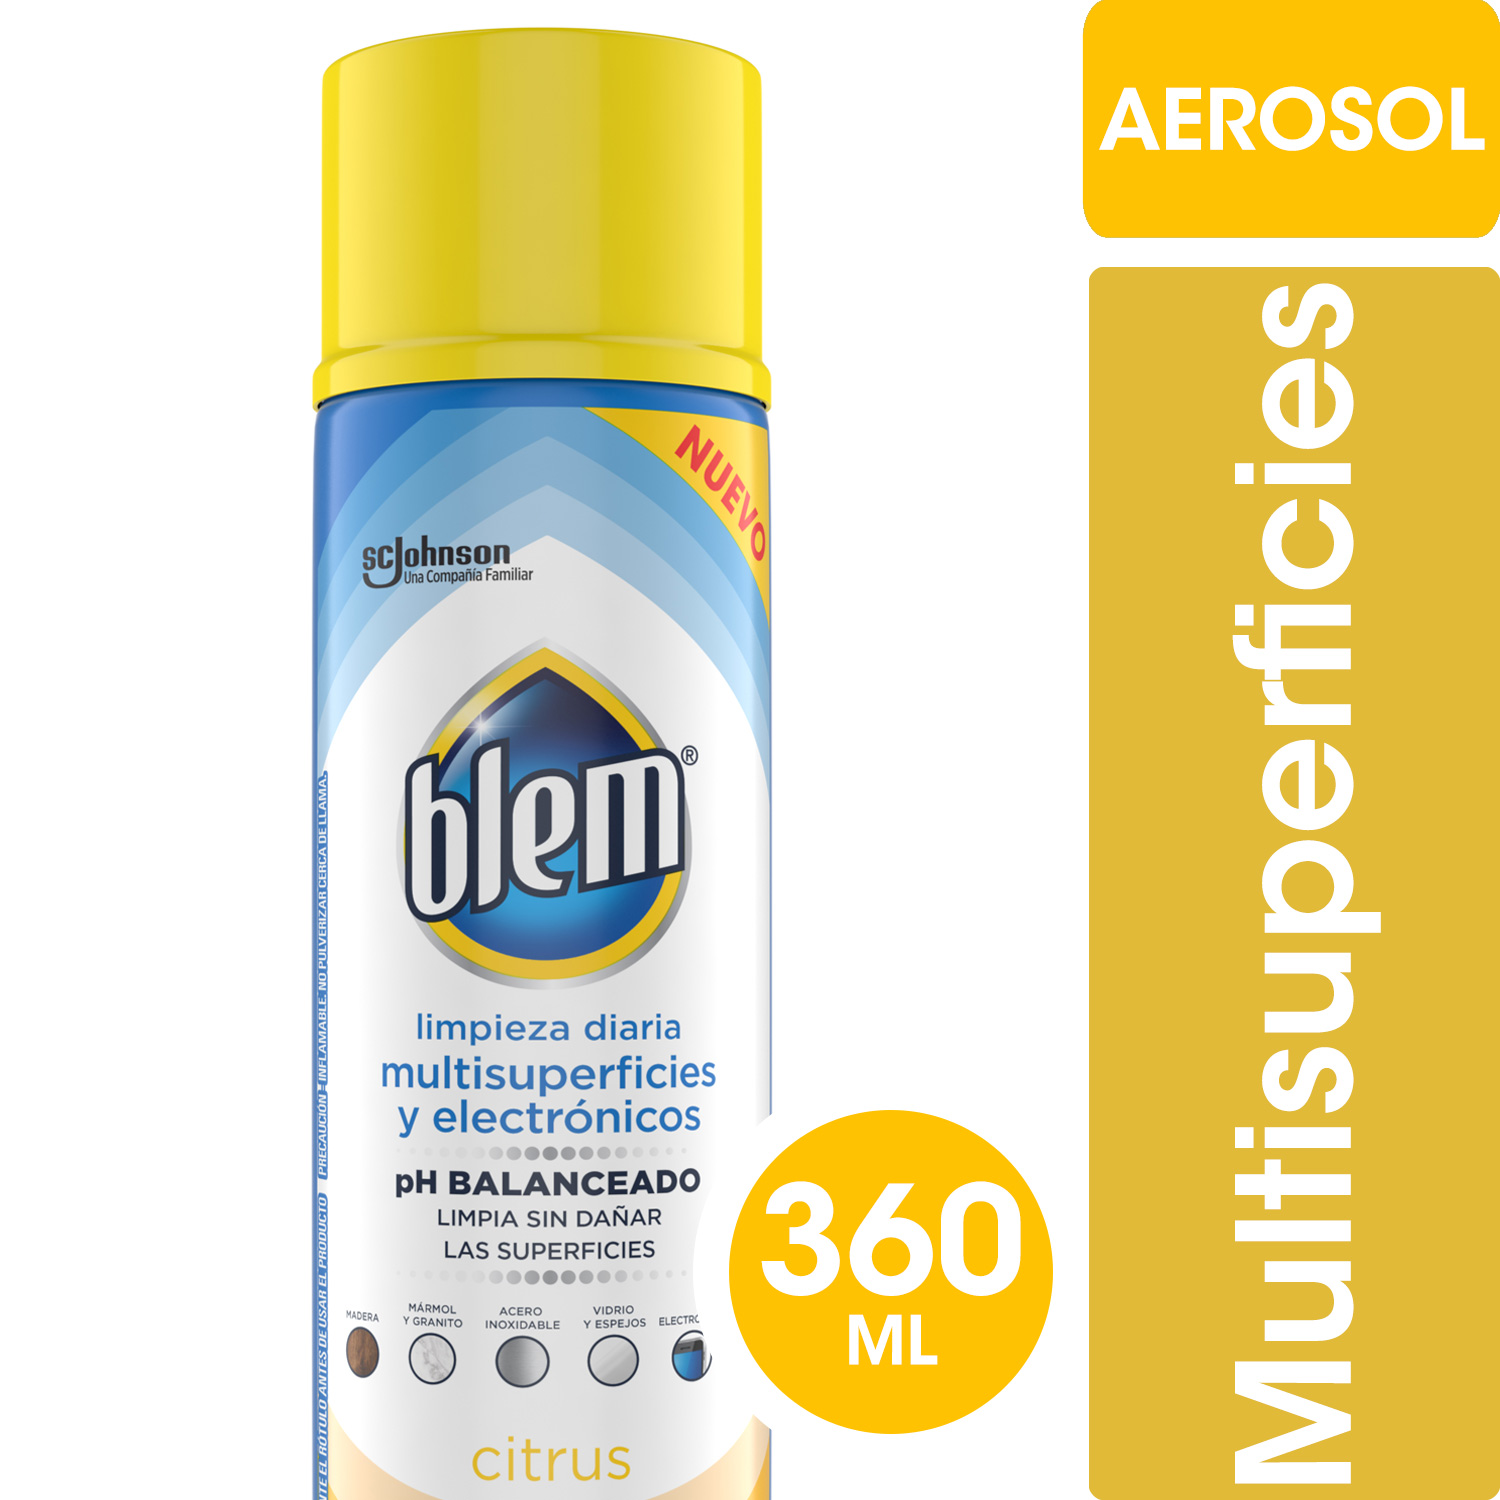 AEROSOL
Multisuperficies
NUEVO
scjohnson
Una Compañía Familiar
blem®
limpieza diaria
multisuperficies
y electrónicos
pH BALANCEADO
LIMPIA SIN DAÑAR
LAS SUPERFICIES
MADERA
MÁRMOL
Y GRANITO
ACERO
INOXIDABLE
VIDRIO
Y ESPEJOS
citrus
360
ML
EL RÓTULO ANTES DE USAR EL PRODUCTO PRECAUCIÓN - INFLAMABLE. NO PULVERIZAR CERCA DE LLAMA.